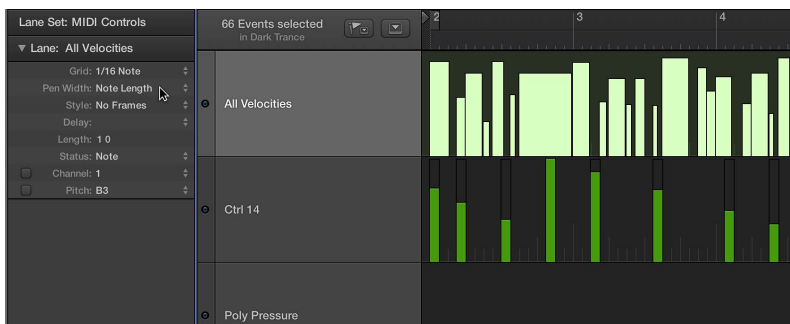 Lane Set: MIDI Controls
Lane: All Velocities
Grid: 1/16 Note
Pen Width: Note Length
Style: No Frames
Delay:
Length: 1 0
Status: Note
Channel: 1
Pitch: B3
66 Events selected
in Dark Trance
2 3 4
All Velocities
Ctrl 14
Poly Pressure